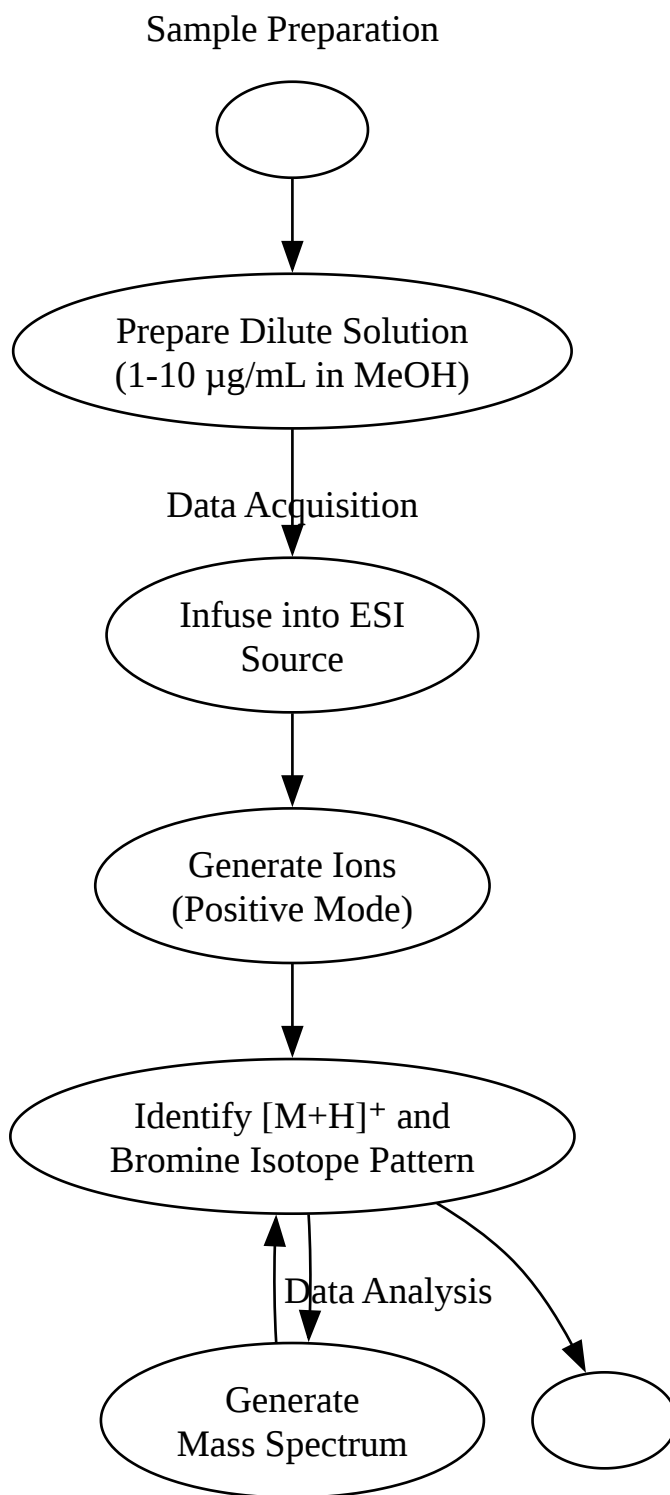 Sample Preparation
Prepare Dilute Solution
(1-10 µg/mL in MeOH)
Data Acquisition
Infuse into ESI
Source
Generate Ions
(Positive Mode)
Identify [M+H]⁺ and
Bromine Isotope Pattern
Data Analysis
Generate
Mass Spectrum